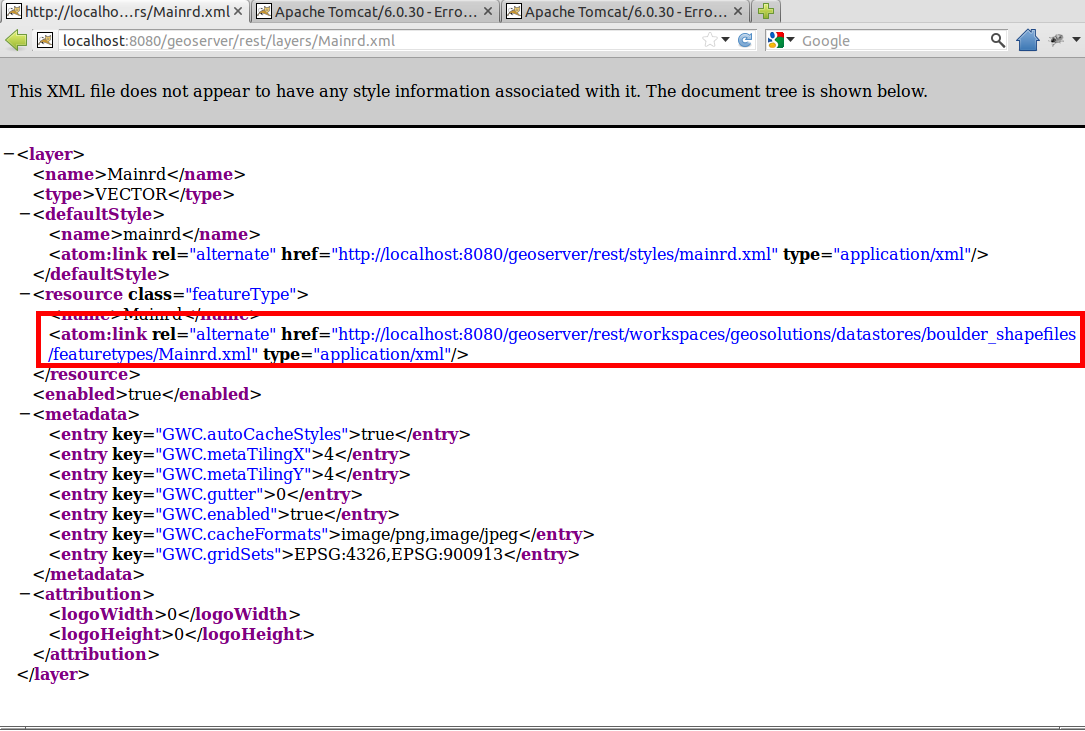 http://localho...rs/Mainrd.xml × Apache Tomcat/6.0.30 - Erro... × Apache Tomcat/6.0.30 - Erro... ×
localhost:8080/geoserver/rest/layers/Mainrd.xml Google
This XML file does not appear to have any style information associated with it. The document tree is shown below.
−<layer>
<name>Mainrd</name>
<type>VECTOR</type>
−<defaultStyle>
<name>mainrd</name>
<atom:link rel="alternate" href="http://localhost:8080/geoserver/rest/styles/mainrd.xml" type="application/xml"/>
</defaultStyle>
−<resource class="featureType">
<name>Mainrd</name>
<atom:link rel="alternate" href="http://localhost:8080/geoserver/rest/workspaces/geosolutions/datastores/boulder_shapefiles
/featuretypes/Mainrd.xml" type="application/xml"/>
</resource>
<enabled>true</enabled>
−<metadata>
<entry key="GWC.autoCacheStyles">true</entry>
<entry key="GWC.metaTilingX">4</entry>
<entry key="GWC.metaTilingY">4</entry>
<entry key="GWC.gutter">0</entry>
<entry key="GWC.enabled">true</entry>
<entry key="GWC.cacheFormats">image/png,image/jpeg</entry>
<entry key="GWC.gridSets">EPSG:4326,EPSG:900913</entry>
</metadata>
−<attribution>
<logoWidth>0</logoWidth>
<logoHeight>0</logoHeight>
</attribution>
</layer>